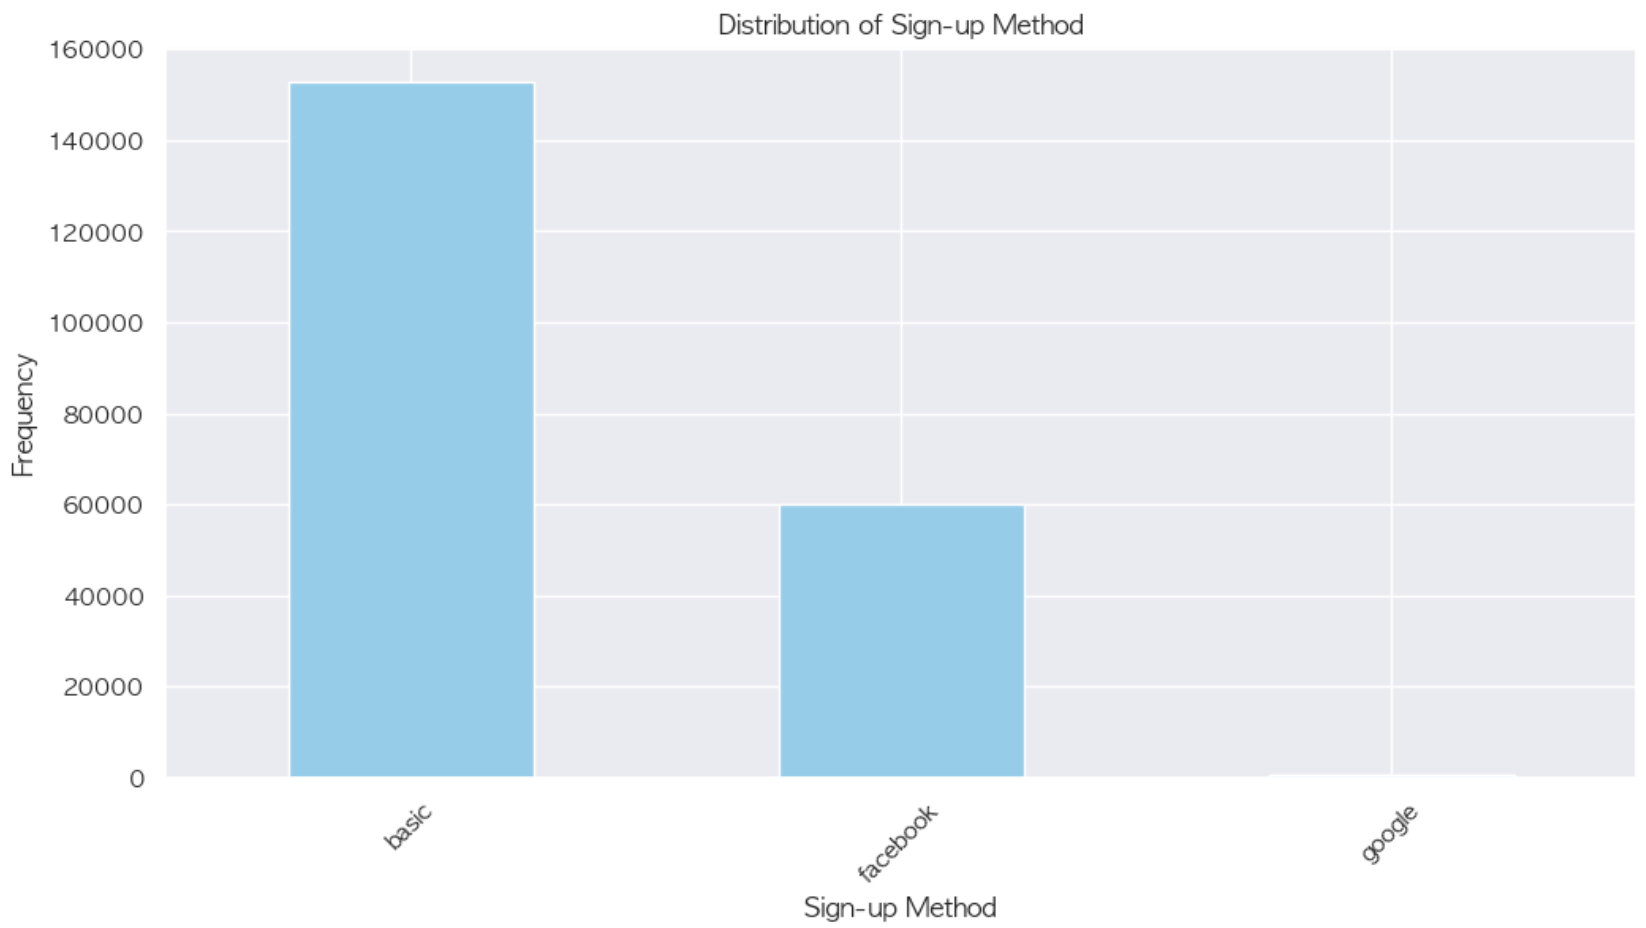 Distribution of Sign-up Method
160000
140000
120000
100000
80000
60000
40000
20000
0
Frequency
basic
facebook
google
Sign-up Method